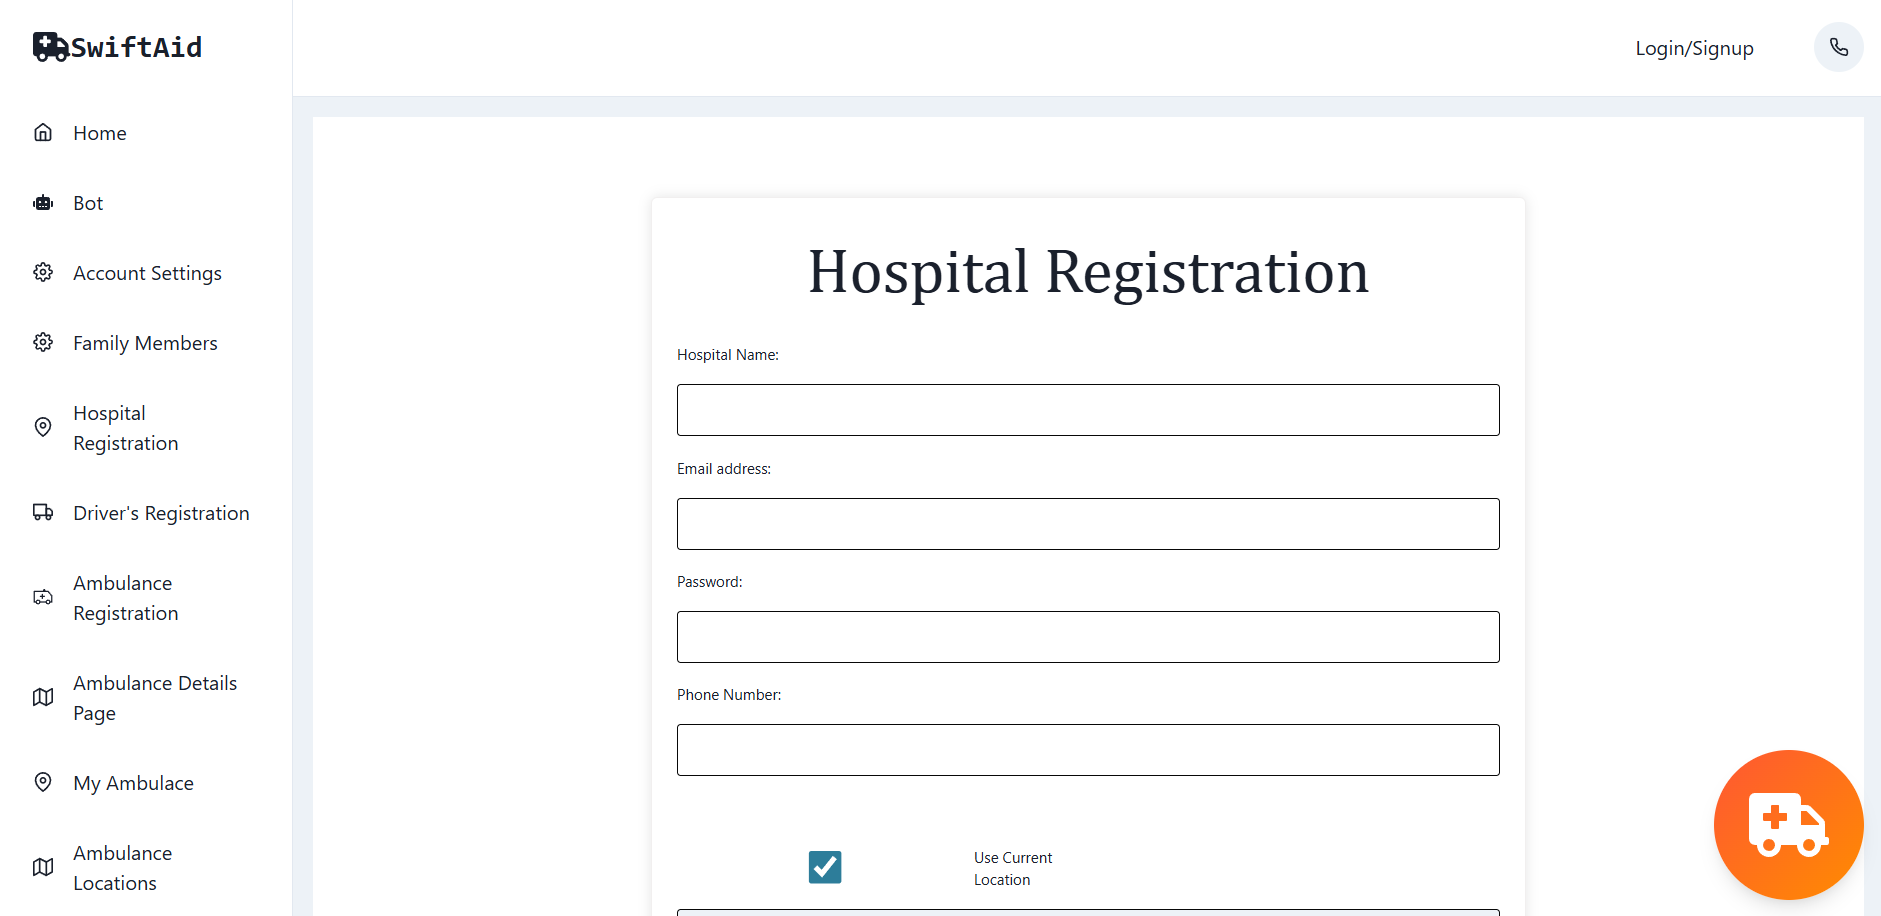 SwiftAid
Login/Signup
Home
Bot
Account Settings
Family Members
Hospital
Registration
Driver's Registration
Ambulance
Registration
Ambulance Details
Page
My Ambulace
Ambulance
Locations
Hospital Registration
Hospital Name:
Email address:
Password:
Phone Number:
Use Current
Location